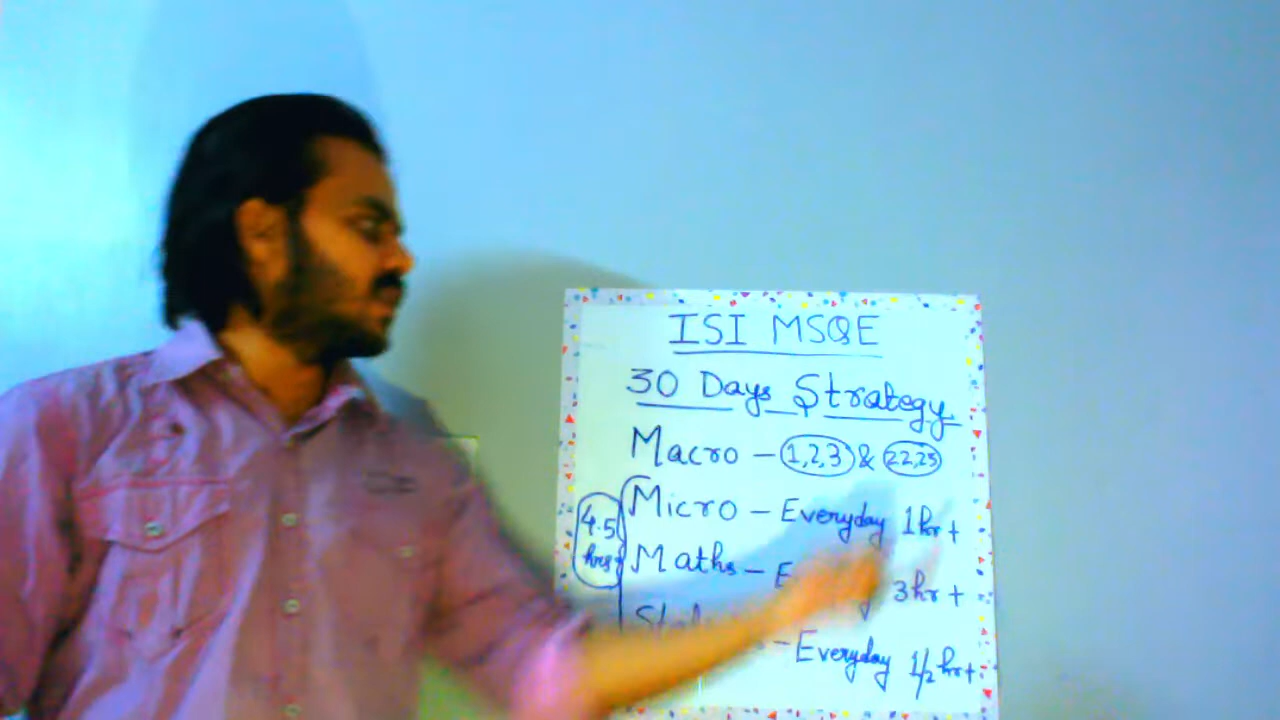 ISI MSQE
30 Days Strategy
Macro - 1,2,3 & 22,23
4.5 hrs
Micro - Everyday 1hr +
Maths - 3hr +
- Everyday 1/2 hr +